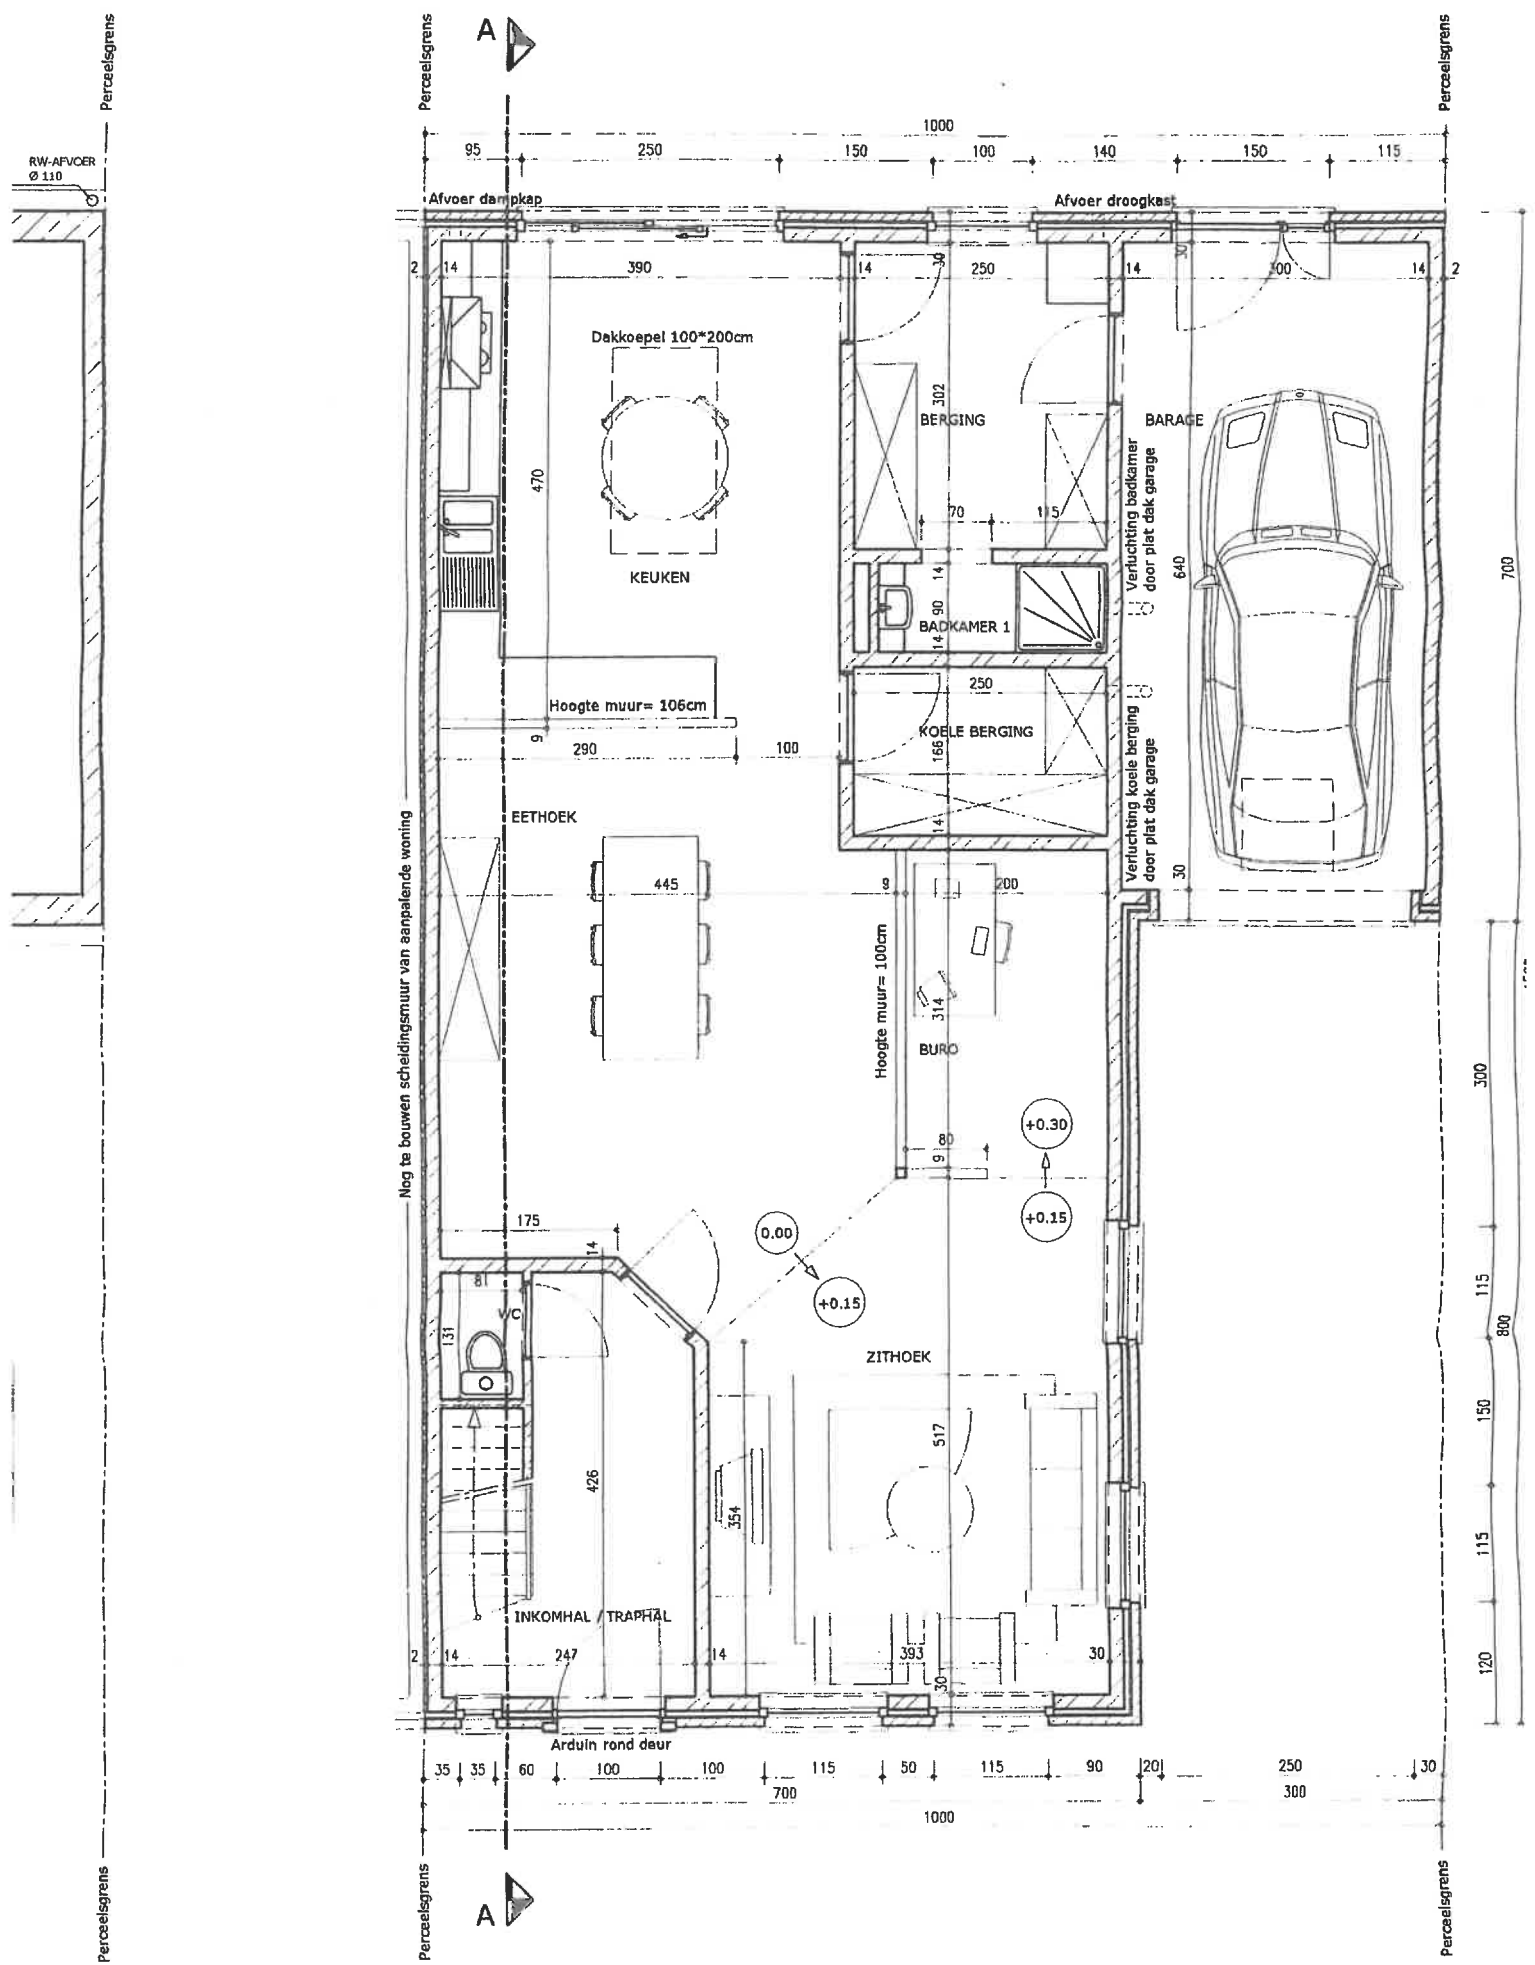 A
Perceelsgrens
Perceelsgrens
Perceelsgrens
1000
95
250
150
100
140
150
115
RW-AFVOER
Ø 110
Afvoer dampkap
Afvoer droogkast
2
14
390
14
30
250
14
30
300
14
2
Dakkoepel 100*200cm
302
BERGING
BARAGE
470
Verluchting badkamer
door plat dak garage
70
115
KEUKEN
14
90
BADKAMER 1
14
640
700
250
Hoogte muur= 106cm
9
290
100
KOELE BERGING
166
Verluchting koele berging
door plat dak garage
EETHOEK
14
30
445
9
200
Nog te bouwen scheidingsmuur van aanpalende woning
Hoogte muur= 100cm
314
BURO
300
+0.30
80
9
+0.15
175
14
0.00
+0.15
81
WC
131
115
800
ZITHOEK
150
517
426
354
115
INKOMHAL / TRAPHAL
2
14
247
14
393
30
30
120
Arduin rond deur
35
35
60
100
100
115
50
115
90
20
250
30
700
300
1000
Perceelsgrens
Perceelsgrens
Perceelsgrens
A